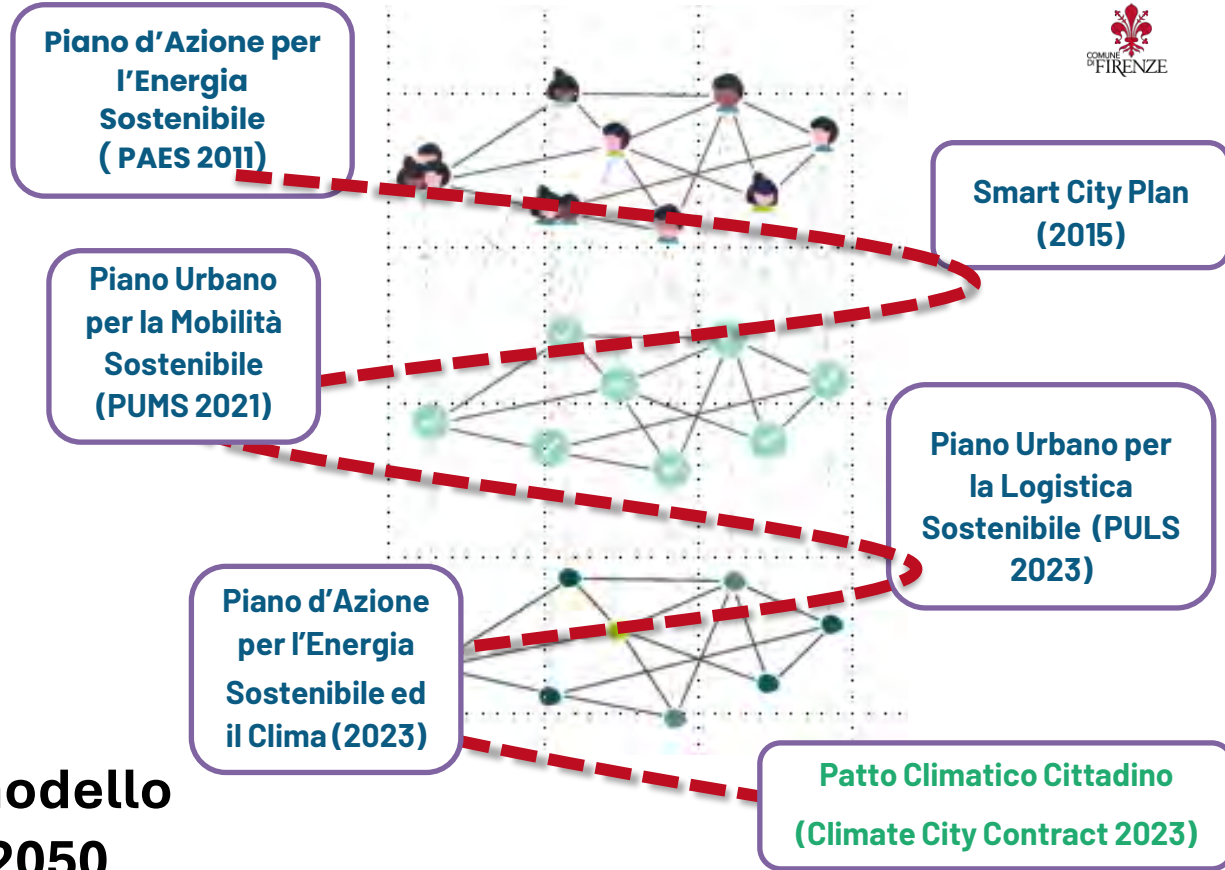 Piano d’Azione per
l’Energia
Sostenibile
( PAES 2011)
COMUNE
DI FIRENZE
Smart City Plan
(2015)
Piano Urbano
per la Mobilità
Sostenibile
(PUMS 2021)
Piano Urbano per
la Logistica
Sostenibile (PULS
2023)
Piano d’Azione
per l’Energia
Sostenibile ed
il Clima (2023)
Patto Climatico Cittadino
(Climate City Contract 2023)
2050